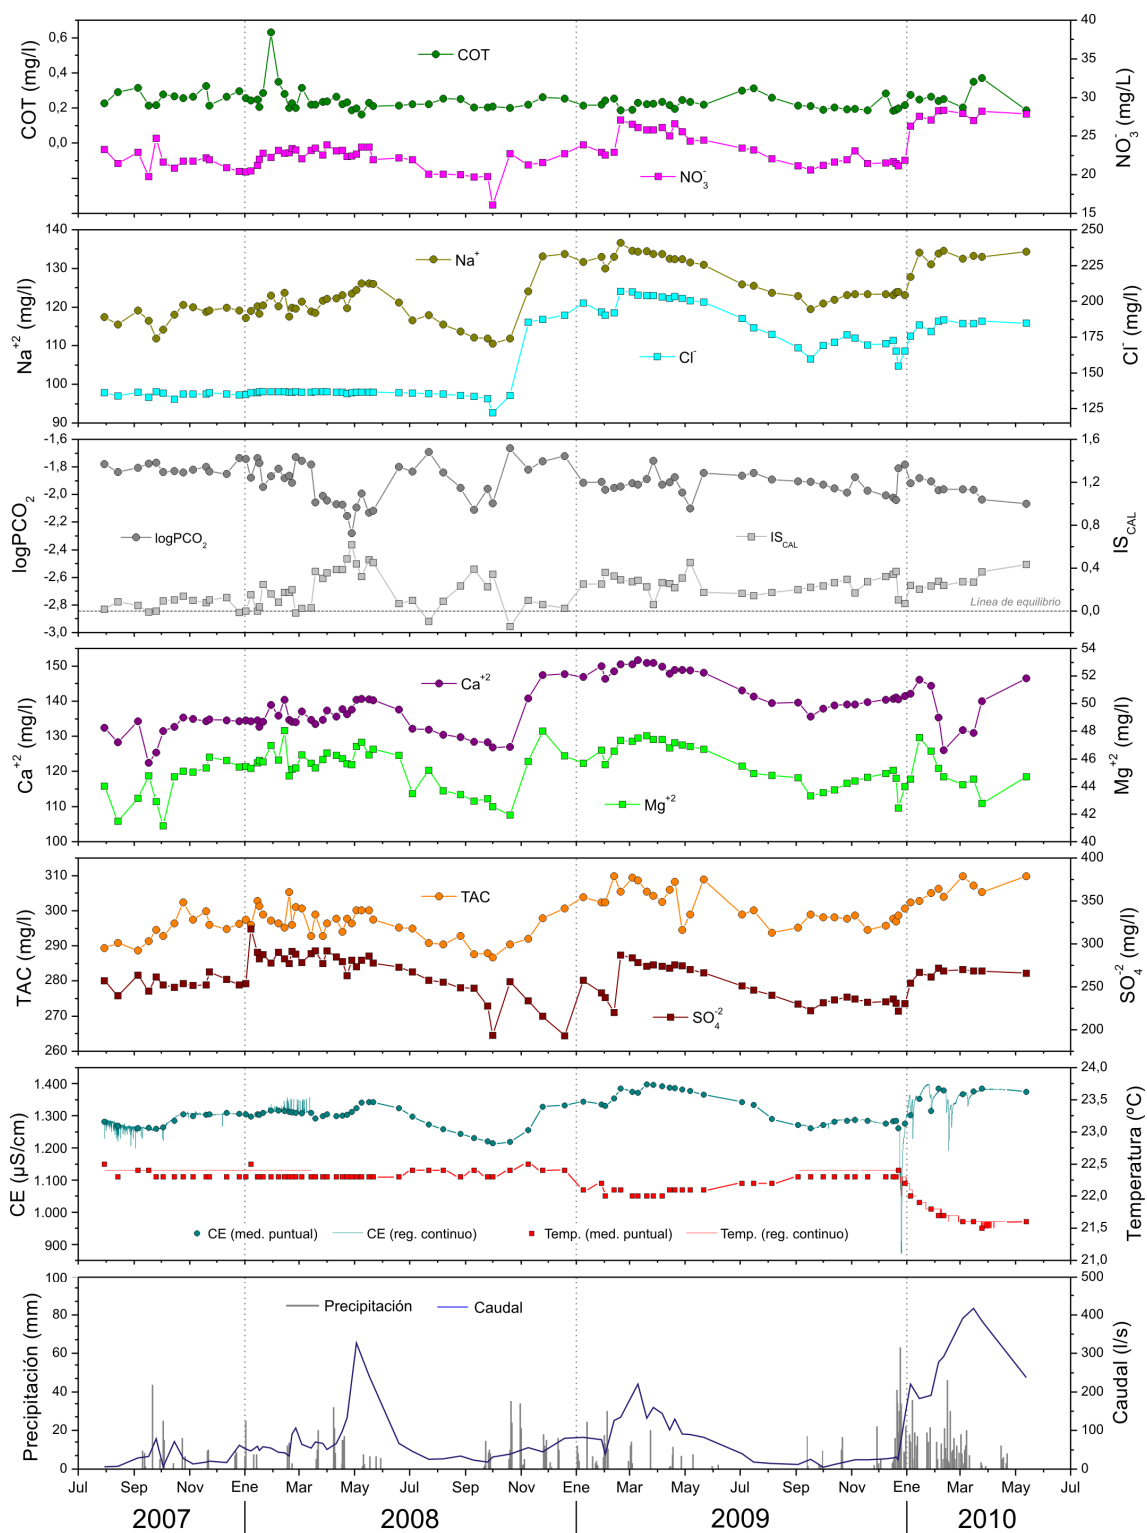 COT (mg/l)
0,6
0,4
0,2
0,0
COT
NO3-
40
35
30
25
20
15
NO3- (mg/L)
Na+2 (mg/l)
140
130
120
110
100
90
Na+
Cl-
250
225
200
175
150
125
Cl- (mg/l)
logPCO2
-1,6
-1,8
-2,0
-2,2
-2,4
-2,6
-2,8
-3,0
logPCO2
ISCAL
Línea de equilibrio
1,6
1,2
0,8
0,4
0,0
ISCAL
Ca+2 (mg/l)
150
140
130
120
110
100
Ca+2
Mg+2
54
52
50
48
46
44
42
40
Mg+2 (mg/l)
TAC (mg/l)
310
300
290
280
270
260
TAC
SO4-2
400
350
300
250
200
SO4-2 (mg/l)
CE (µS/cm)
1.400
1.300
1.200
1.100
1.000
900
CE (med. puntual) CE (reg. continuo) Temp. (med. puntual) Temp. (reg. continuo)
24,0
23,5
23,0
22,5
22,0
21,5
21,0
Temperatura (ºC)
Precipitación (mm)
100
80
60
40
20
0
Precipitación Caudal
500
400
300
200
100
0
Caudal (l/s)
Jul Sep Nov Ene Mar May Jul Sep Nov Ene Mar May Jul Sep Nov Ene Mar May Jul
2007 2008 2009 2010